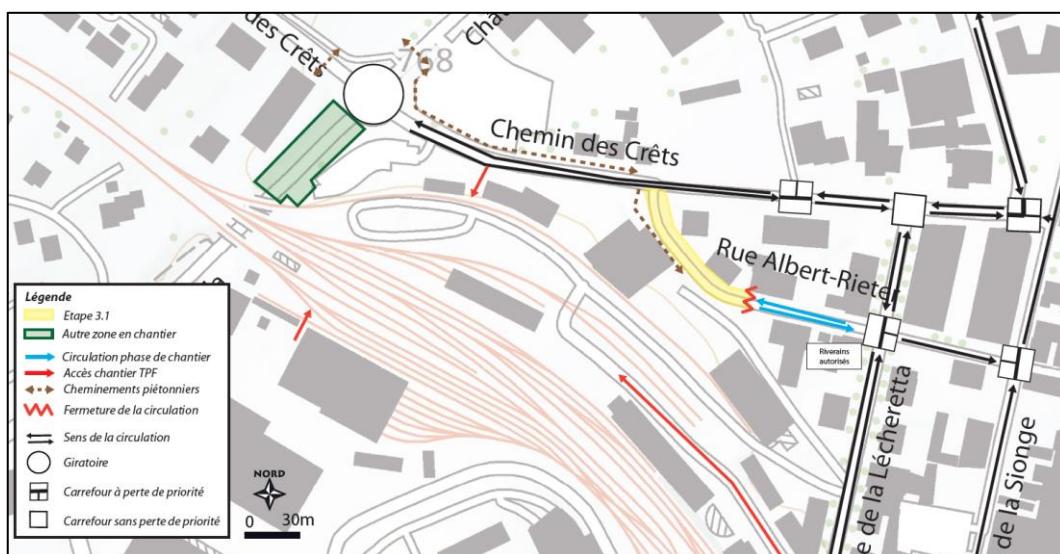 des Crêts
768
Chemin des Crêts
Rue Albert-Riete
Riverains
autorisés
e de la Lécheretta
de la Sionge
Légende
Etape 3.1
Autre zone en chantier
Circulation phase de chantier
Accès chantier TPF
Cheminements piétonniers
Fermeture de la circulation
Sens de la circulation
Giratoire
Carrefour à perte de priorité
Carrefour sans perte de priorité
NORD
0 30m